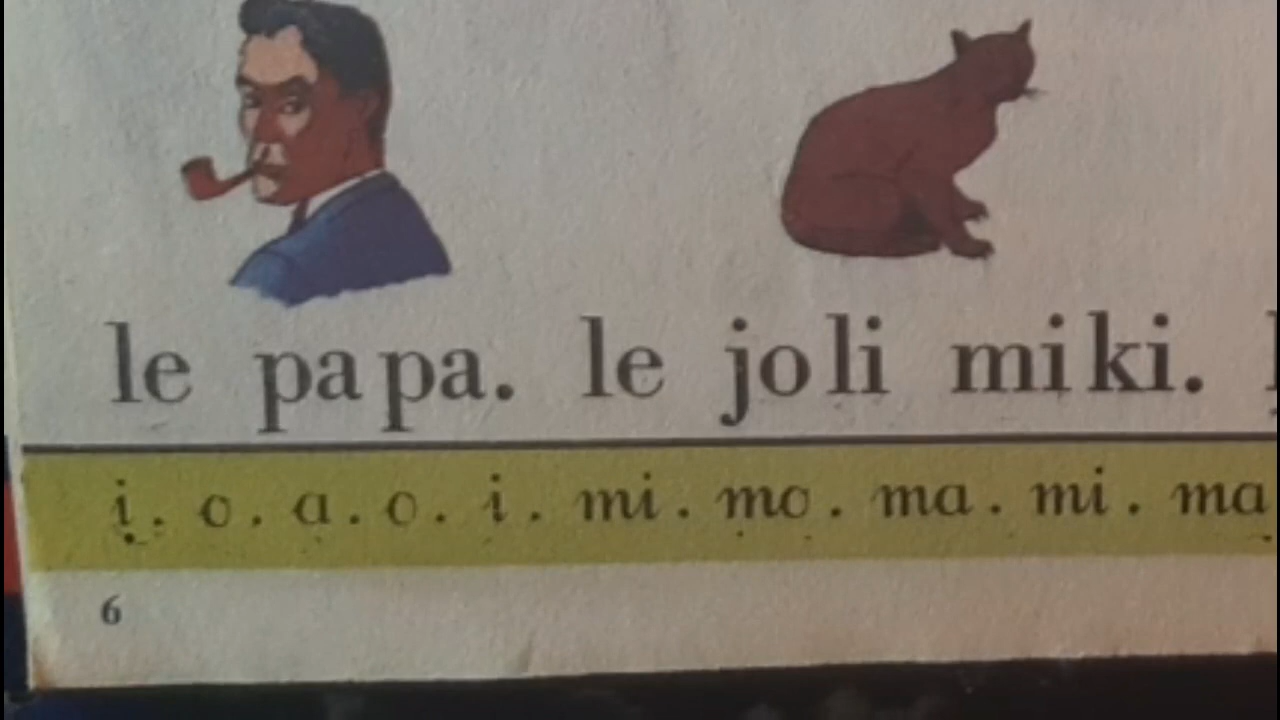 le papa. le joli miki.
i. o. a. o. i. mi. mo. ma. mi. ma
6